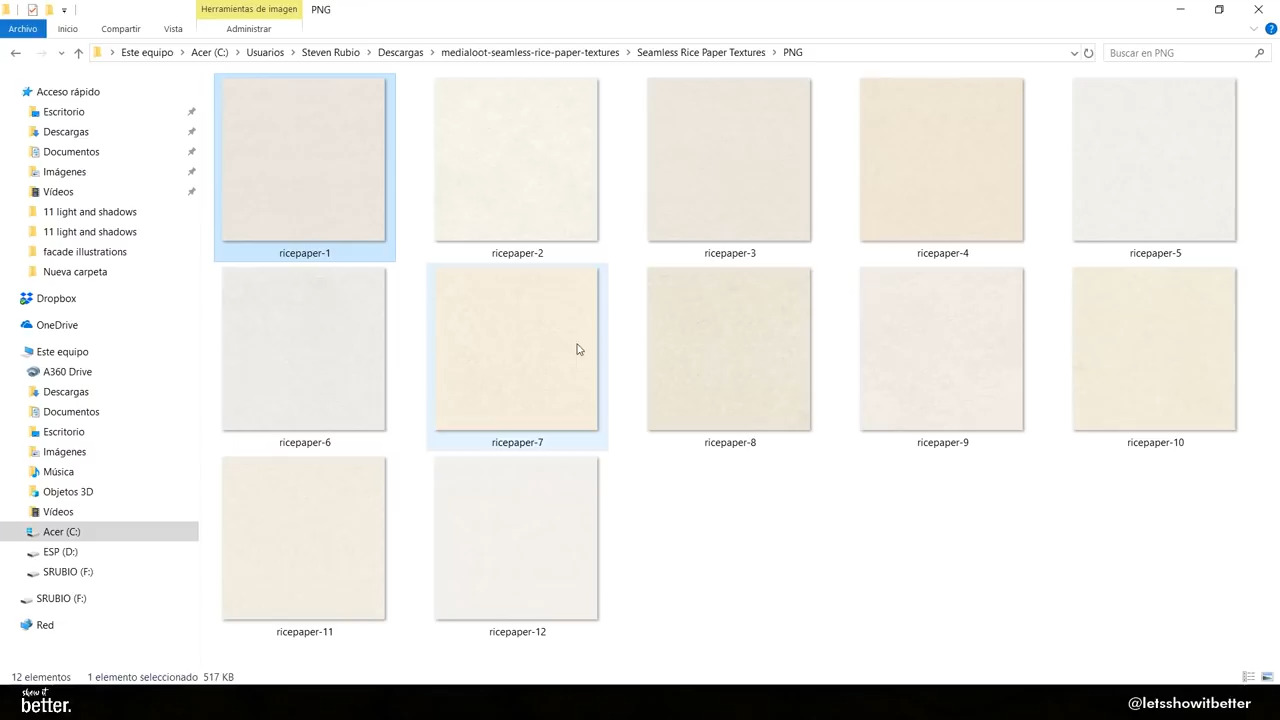 Herramientas de imagen
PNG
Archivo
Inicio
Compartir
Vista
Administrar
Este equipo
Acer (C:)
Usuarios
Steven Rubio
Descargas
medialoot-seamless-rice-paper-textures
Seamless Rice Paper Textures
PNG
Buscar en PNG
Acceso rápido
Escritorio
Descargas
Documentos
Imágenes
Vídeos
11 light and shadows
11 light and shadows
facade illustrations
Nueva carpeta
Dropbox
OneDrive
Este equipo
A360 Drive
Descargas
Documentos
Escritorio
Imágenes
Música
Objetos 3D
Vídeos
Acer (C:)
ESP (D:)
SRUBIO (F:)
SRUBIO (F:)
Red
ricepaper-1
ricepaper-2
ricepaper-3
ricepaper-4
ricepaper-5
ricepaper-6
ricepaper-7
ricepaper-8
ricepaper-9
ricepaper-10
ricepaper-11
ricepaper-12
12 elementos
1 elemento seleccionado 517 KB
show it
better.
@letsshowitbetter